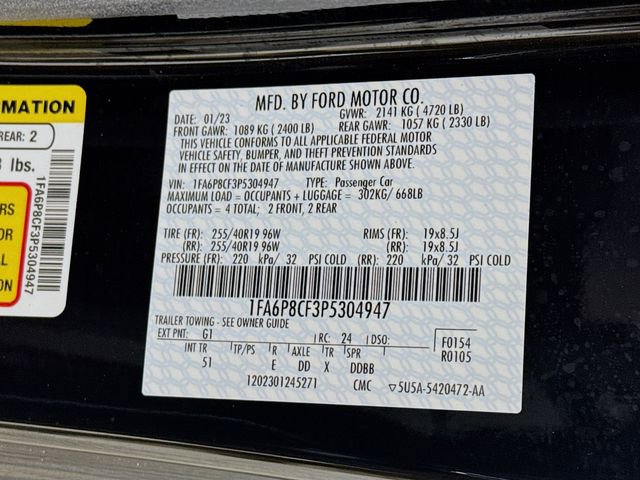 ORMATION
REAR: 2
lbs.
RS
OR
AL
ON
1FA6P8CF3P5304947
MFD. BY FORD MOTOR CO.
DATE: 01/23 GVWR: 2141 KG ( 4720 LB)
FRONT GAWR: 1089 KG ( 2400 LB) REAR GAWR: 1057 KG ( 2330 LB)
THIS VEHICLE CONFORMS TO ALL APPLICABLE FEDERAL MOTOR
VEHICLE SAFETY, BUMPER, AND THEFT PREVENTION STANDARDS
IN EFFECT ON THE DATE OF MANUFACTURE SHOWN ABOVE.
VIN: 1FA6P8CF3P5304947 TYPE: Passenger Car
MAXIMUM LOAD = OCCUPANTS + LUGGAGE = 302KG/ 668LB
OCCUPANTS = 4 TOTAL; 2 FRONT, 2 REAR
TIRE (FR): 255/40R19 96W RIMS (FR): 19x8.5J
(RR): 255/40R19 96W (RR): 19x8.5J
PRESSURE (FR): 220 kPa/ 32 PSI COLD (RR): 220 kPa/ 32 PSI COLD
1FA6P8CF3P5304947
TRAILER TOWING - SEE OWNER GUIDE
EXT PNT: G1 RC: 24 DSO: F0154
INT TR TP/PS R AXLE TR SPR R0105
51 E DD X DDBB
1202301245271 CMC ▽5U5A-5420472-AA